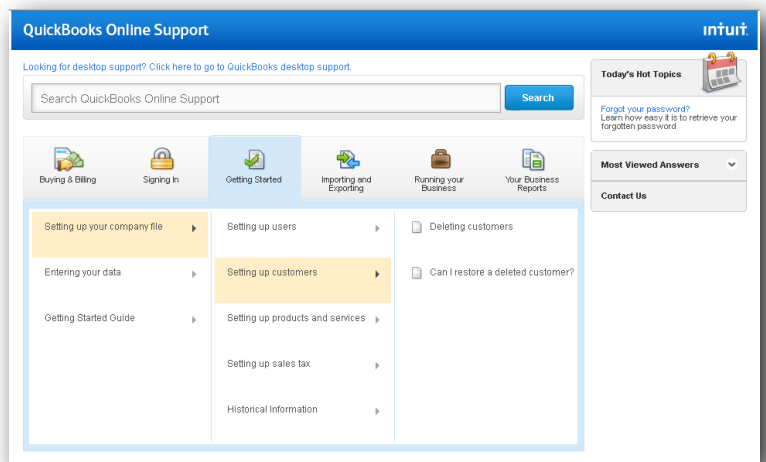 QuickBooks Online Support
intuit.
Looking for desktop support? Click here to go to QuickBooks desktop support.
Search QuickBooks Online Support
Search
Buying & Billing
Signing In
Getting Started
Importing and
Exporting
Running your
Business
Your Business
Reports
Setting up your company file
Entering your data
Getting Started Guide
Setting up users
Setting up customers
Setting up products and services
Setting up sales tax
Historical Information
Deleting customers
Can I restore a deleted customer?
Today's Hot Topics
Forgot your password?
Learn how easy it is to retrieve your
forgotten password
Most Viewed Answers
Contact Us